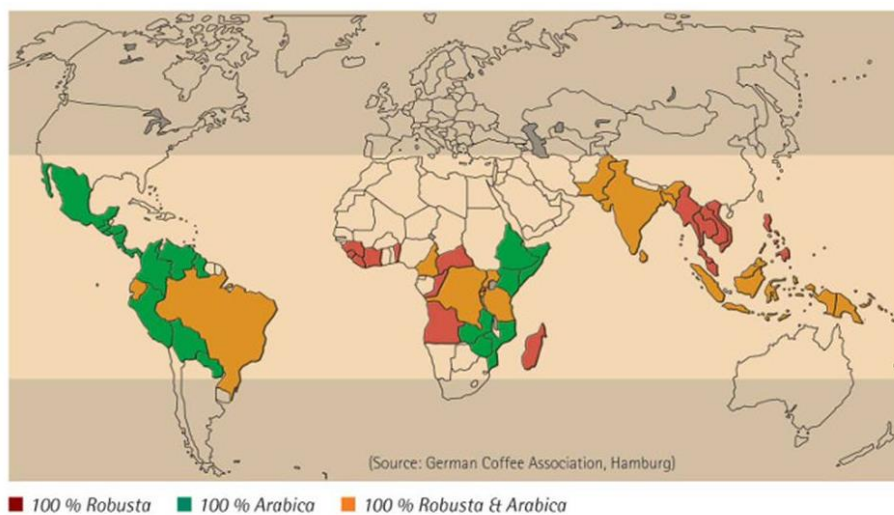 (Source: German Coffee Association, Hamburg)
100 % Robusta 100 % Arabica 100 % Robusta & Arabica